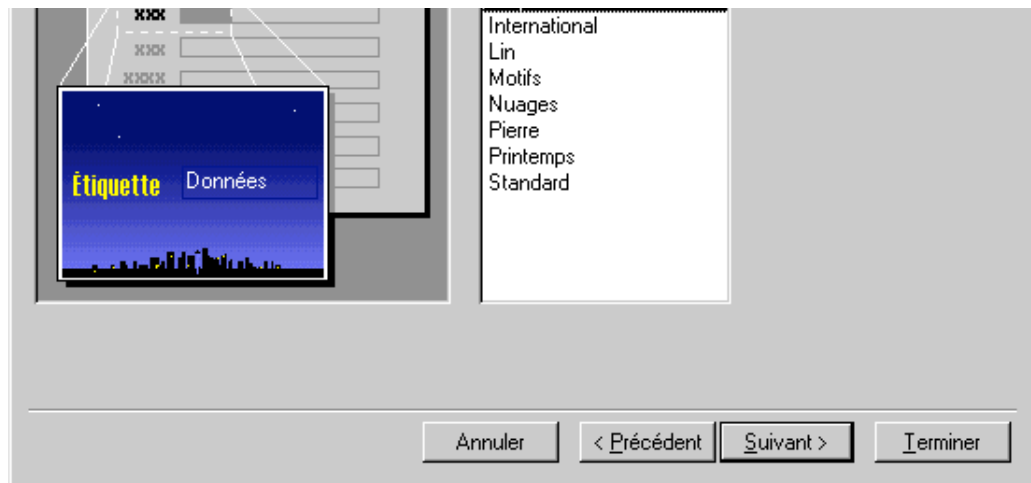 xxx
xxx
xxxx
Étiquette Données
International
Lin
Motifs
Nuages
Pierre
Printemps
Standard
Annuler < Précédent Suivant > Terminer